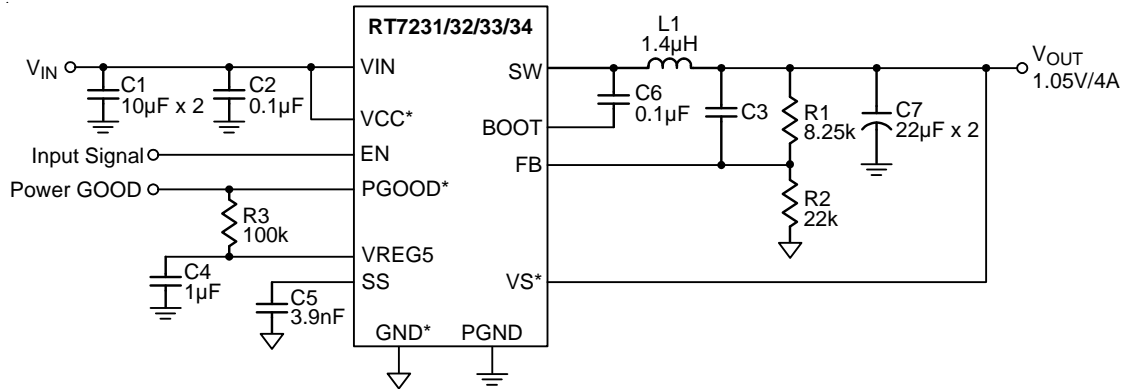 RT7231/32/33/34
VIN
VIN
C1
10µF x 2
C2
0.1µF
VCC*
Input Signal
EN
Power GOOD
PGOOD*
R3
100k
VREG5
C4
1µF
SS
C5
3.9nF
GND*
PGND
SW
L1
1.4µH
VOUT
1.05V/4A
C6
0.1µF
BOOT
C3
R1
8.25k
C7
22µF x 2
FB
R2
22k
VS*